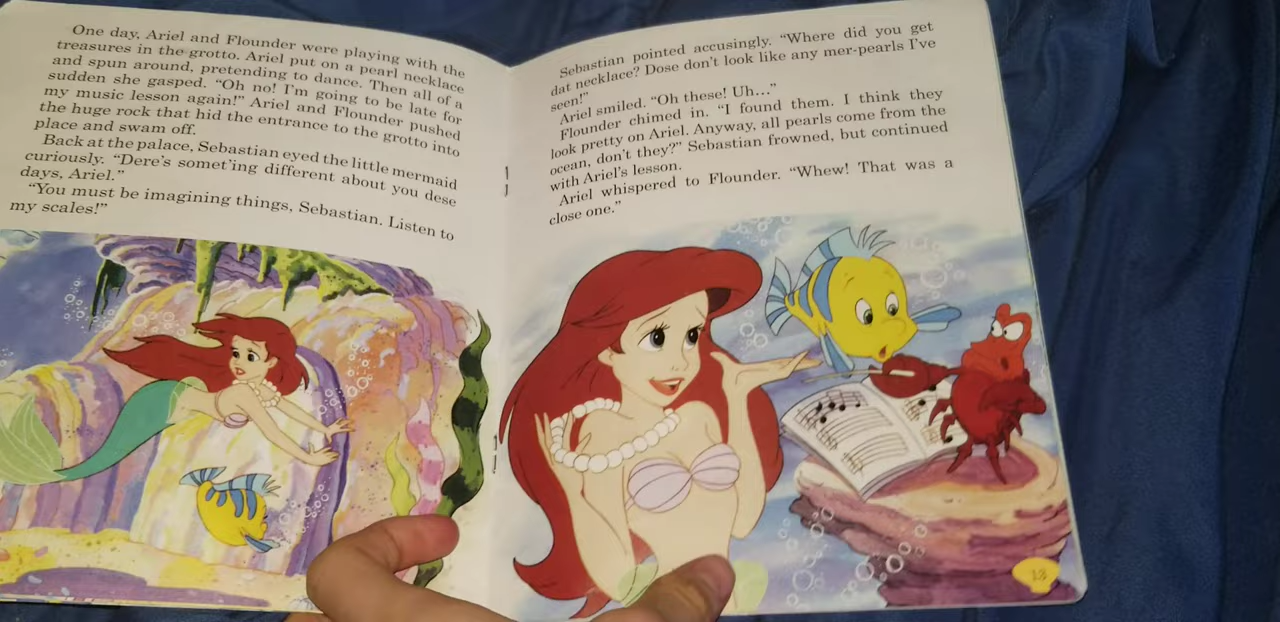 One day, Ariel and Flounder were playing with the
treasures in the grotto. Ariel put on a pearl necklace
and spun around, pretending to dance. Then all of a
sudden she gasped. “Oh no! I'm going to be late for
my music lesson again!” Ariel and Flounder pushed
the huge rock that hid the entrance to the grotto into
place and swam off.
Back at the palace, Sebastian eyed the little mermaid
curiously. “Dere's somet'ing different about you dese
days, Ariel.”
“You must be imagining things, Sebastian. Listen to
my scales!”
Sebastian pointed accusingly. “Where did you get
dat necklace? Dose don't look like any mer-pearls I've
seen!”
Ariel smiled. “Oh these! Uh...”
Flounder chimed in. “I found them. I think they
look pretty on Ariel. Anyway, all pearls come from the
ocean, don't they?” Sebastian frowned, but continued
with Ariel's lesson.
Ariel whispered to Flounder. “Whew! That was a
close one.”
13